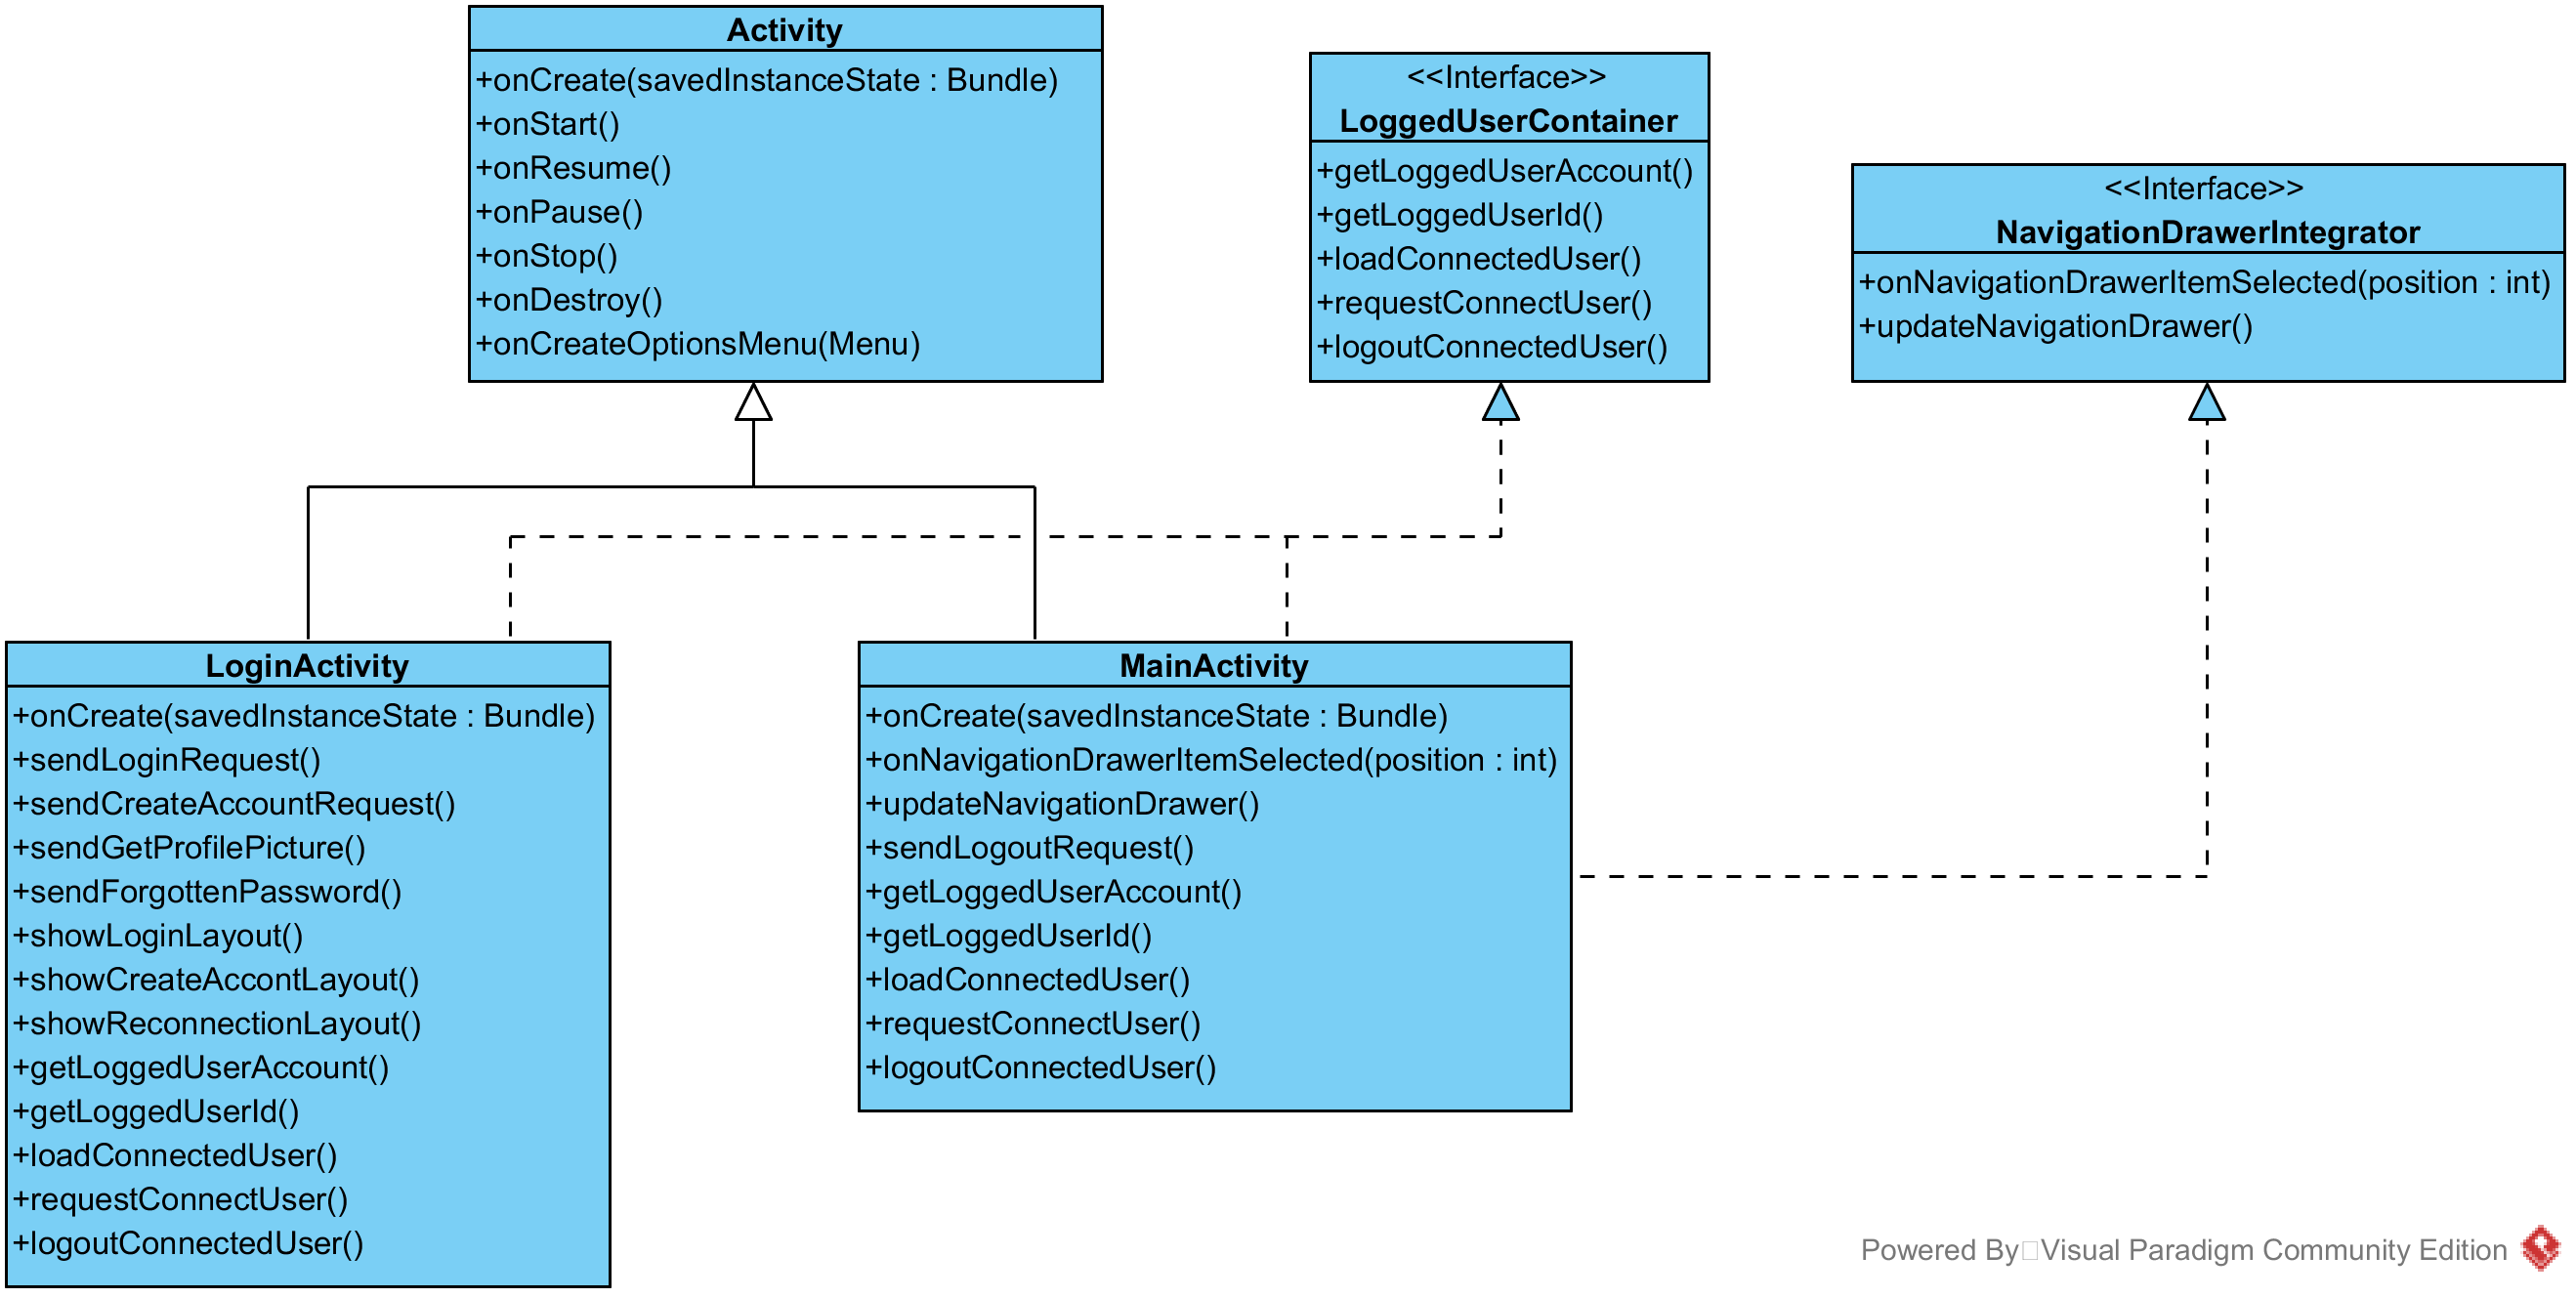 Activity
+onCreate(savedInstanceState : Bundle)
+onStart()
+onResume()
+onPause()
+onStop()
+onDestroy()
+onCreateOptionsMenu(Menu)
<<Interface>>
LoggedUserContainer
+getLoggedUserAccount()
+getLoggedUserId()
+loadConnectedUser()
+requestConnectUser()
+logoutConnectedUser()
<<Interface>>
NavigationDrawerIntegrator
+onNavigationDrawerItemSelected(position : int)
+updateNavigationDrawer()
LoginActivity
+onCreate(savedInstanceState : Bundle)
+sendLoginRequest()
+sendCreateAccountRequest()
+sendGetProfilePicture()
+sendForgottenPassword()
+showLoginLayout()
+showCreateAccontLayout()
+showReconnectionLayout()
+getLoggedUserAccount()
+getLoggedUserId()
+loadConnectedUser()
+requestConnectUser()
+logoutConnectedUser()
MainActivity
+onCreate(savedInstanceState : Bundle)
+onNavigationDrawerItemSelected(position : int)
+updateNavigationDrawer()
+sendLogoutRequest()
+getLoggedUserAccount()
+getLoggedUserId()
+loadConnectedUser()
+requestConnectUser()
+logoutConnectedUser()
Powered By Visual Paradigm Community Edition